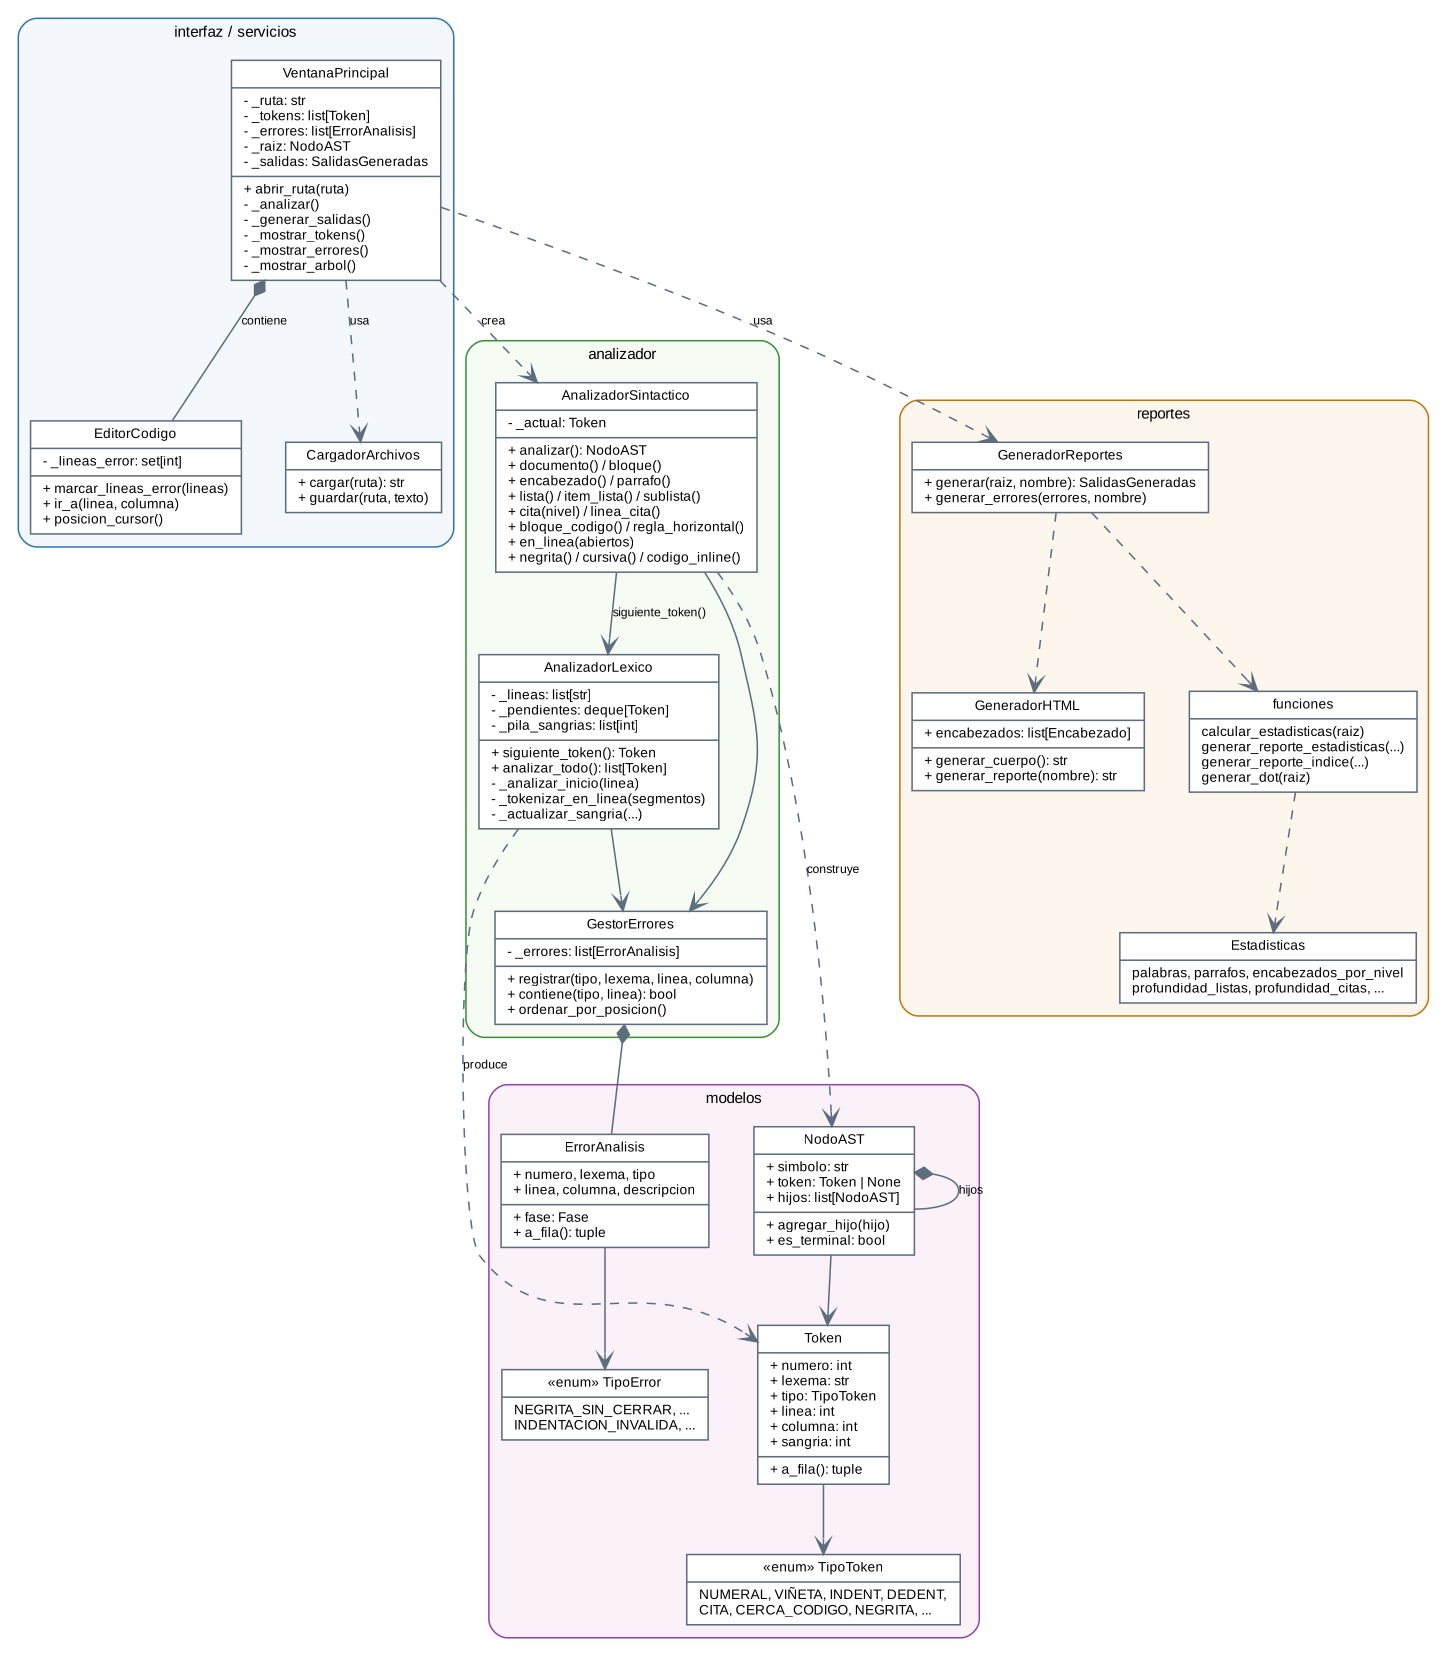 interfaz / servicios
VentanaPrincipal
- _ruta: str
- _tokens: list[Token]
- _errores: list[ErrorAnalisis]
- _raiz: NodoAST
- _salidas: SalidasGeneradas
+ abrir_ruta(ruta)
- _analizar()
- _generar_salidas()
- _mostrar_tokens()
- _mostrar_errores()
- _mostrar_arbol()
contiene
usa
crea
usa
EditorCodigo
- _lineas_error: set[int]
+ marcar_lineas_error(lineas)
+ ir_a(linea, columna)
+ posicion_cursor()
CargadorArchivos
+ cargar(ruta): str
+ guardar(ruta, texto)
analizador
AnalizadorSintactico
- _actual: Token
+ analizar(): NodoAST
+ documento() / bloque()
+ encabezado() / parrafo()
+ lista() / item_lista() / sublista()
+ cita(nivel) / linea_cita()
+ bloque_codigo() / regla_horizontal()
+ en_linea(abiertos)
+ negrita() / cursiva() / codigo_inline()
siguiente_token()
AnalizadorLexico
- _lineas: list[str]
- _pendientes: deque[Token]
- _pila_sangrias: list[int]
+ siguiente_token(): Token
+ analizar_todo(): list[Token]
- _analizar_inicio(linea)
- _tokenizar_en_linea(segmentos)
- _actualizar_sangria(...)
construye
GestorErrores
- _errores: list[ErrorAnalisis]
+ registrar(tipo, lexema, linea, columna)
+ contiene(tipo, linea): bool
+ ordenar_por_posicion()
produce
reportes
GeneradorReportes
+ generar(raiz, nombre): SalidasGeneradas
+ generar_errores(errores, nombre)
GeneradorHTML
+ encabezados: list[Encabezado]
+ generar_cuerpo(): str
+ generar_reporte(nombre): str
funciones
calcular_estadisticas(raiz)
generar_reporte_estadisticas(...)
generar_reporte_indice(...)
generar_dot(raiz)
Estadisticas
palabras, parrafos, encabezados_por_nivel
profundidad_listas, profundidad_citas, ...
modelos
ErrorAnalisis
+ numero, lexema, tipo
+ linea, columna, descripcion
+ fase: Fase
+ a_fila(): tuple
NodoAST
+ simbolo: str
+ token: Token | None
+ hijos: list[NodoAST]
+ agregar_hijo(hijo)
+ es_terminal: bool
hijos
Token
+ numero: int
+ lexema: str
+ tipo: TipoToken
+ linea: int
+ columna: int
+ sangria: int
+ a_fila(): tuple
«enum» TipoError
NEGRITA_SIN_CERRAR, ...
INDENTACION_INVALIDA, ...
«enum» TipoToken
NUMERAL, VIÑETA, INDENT, DEDENT,
CITA, CERCA_CODIGO, NEGRITA, ...